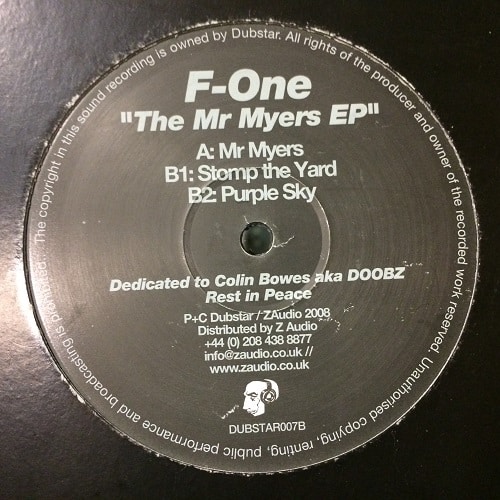 F-One
"The Mr Myers EP"
A: Mr Myers
B1: Stomp the Yard
B2: Purple Sky
Dedicated to Colin Bowes aka DOOBZ
Rest in Peace
P+C Dubstar / ZAudio 2008
Distributed by Z Audio
+44 (0) 208 438 8877
info@zaudio.co.uk //
www.zaudio.co.uk
DUBSTAR007B
The copyright in this sound recording is owned by Dubstar. All rights of the producer and owner of the recorded work reserved. Unauthorised copying, renting, public performance and broadcasting is prohibited.